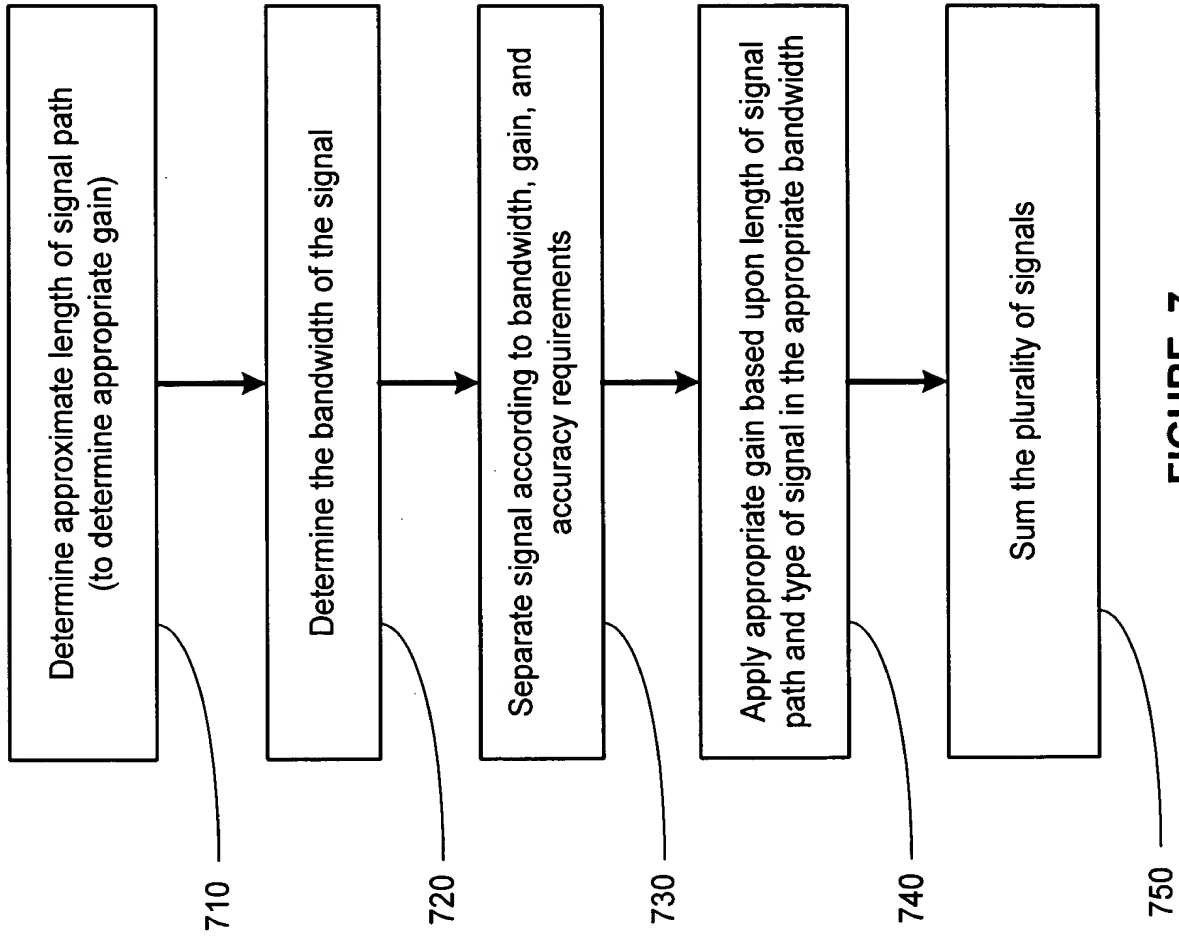 Determine approximate length of signal path
(to determine appropriate gain)
710
Determine the bandwidth of the signal
720
Separate signal according to bandwidth, gain, and
accuracy requirements
730
Apply appropriate gain based upon length of signal
path and type of signal in the appropriate bandwidth
740
Sum the plurality of signals
750
FIGURE 7